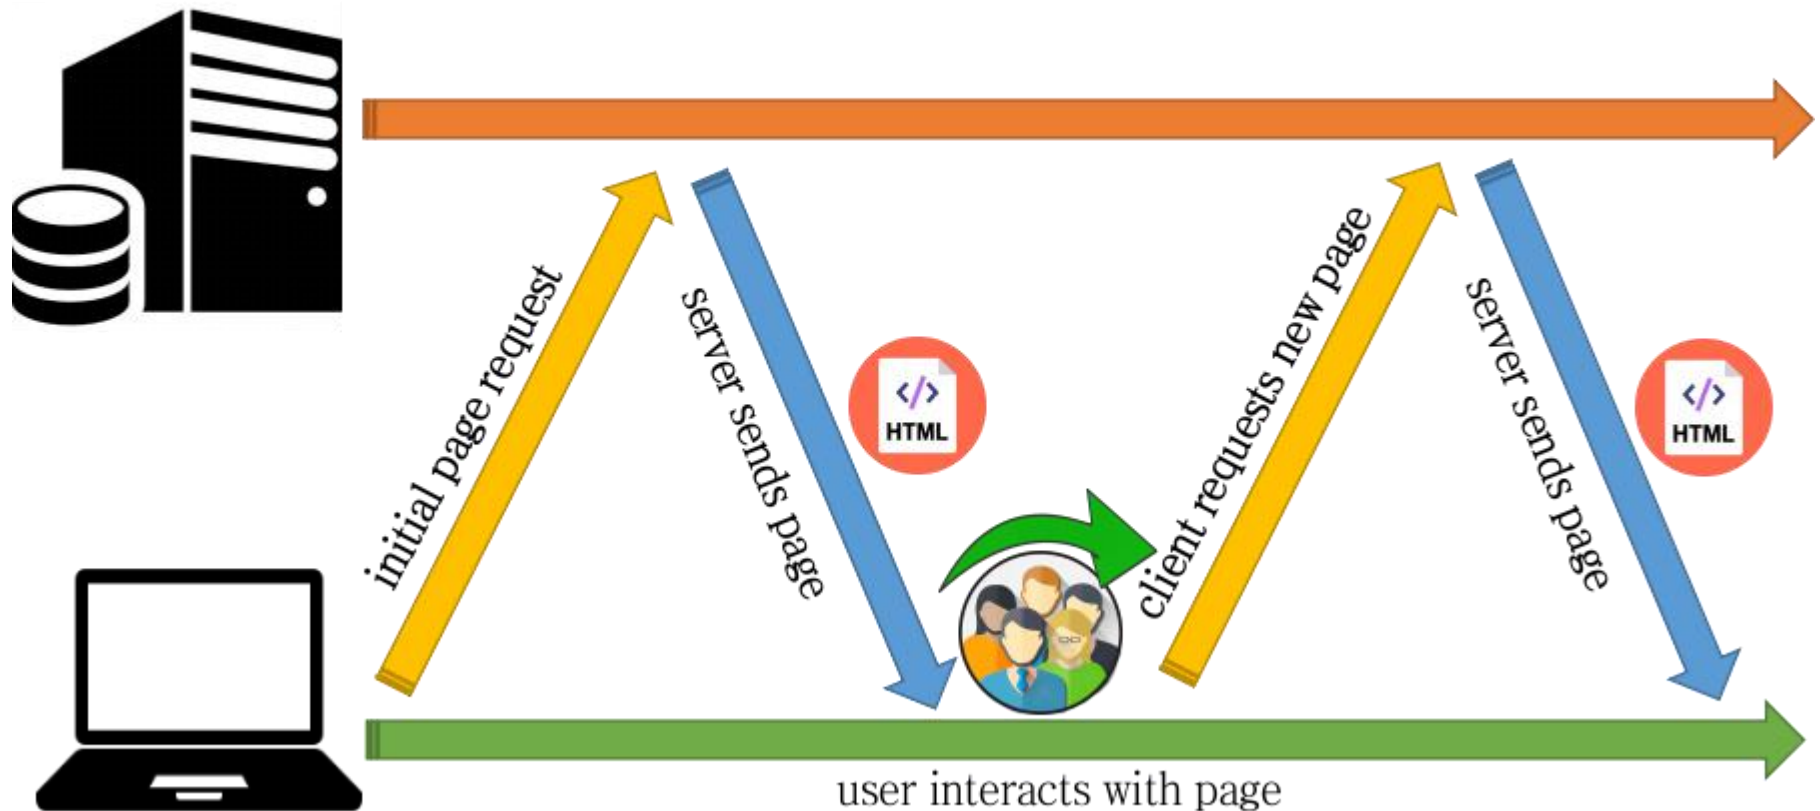 initial page request
server sends page
</>
HTML
client requests new page
server sends page
</>
HTML
user interacts with page